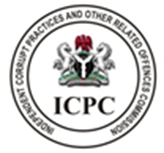 INDEPENDENT CORRUPT PRACTICES AND OTHER RELATED OFFENCES COMMISSION
ICPC